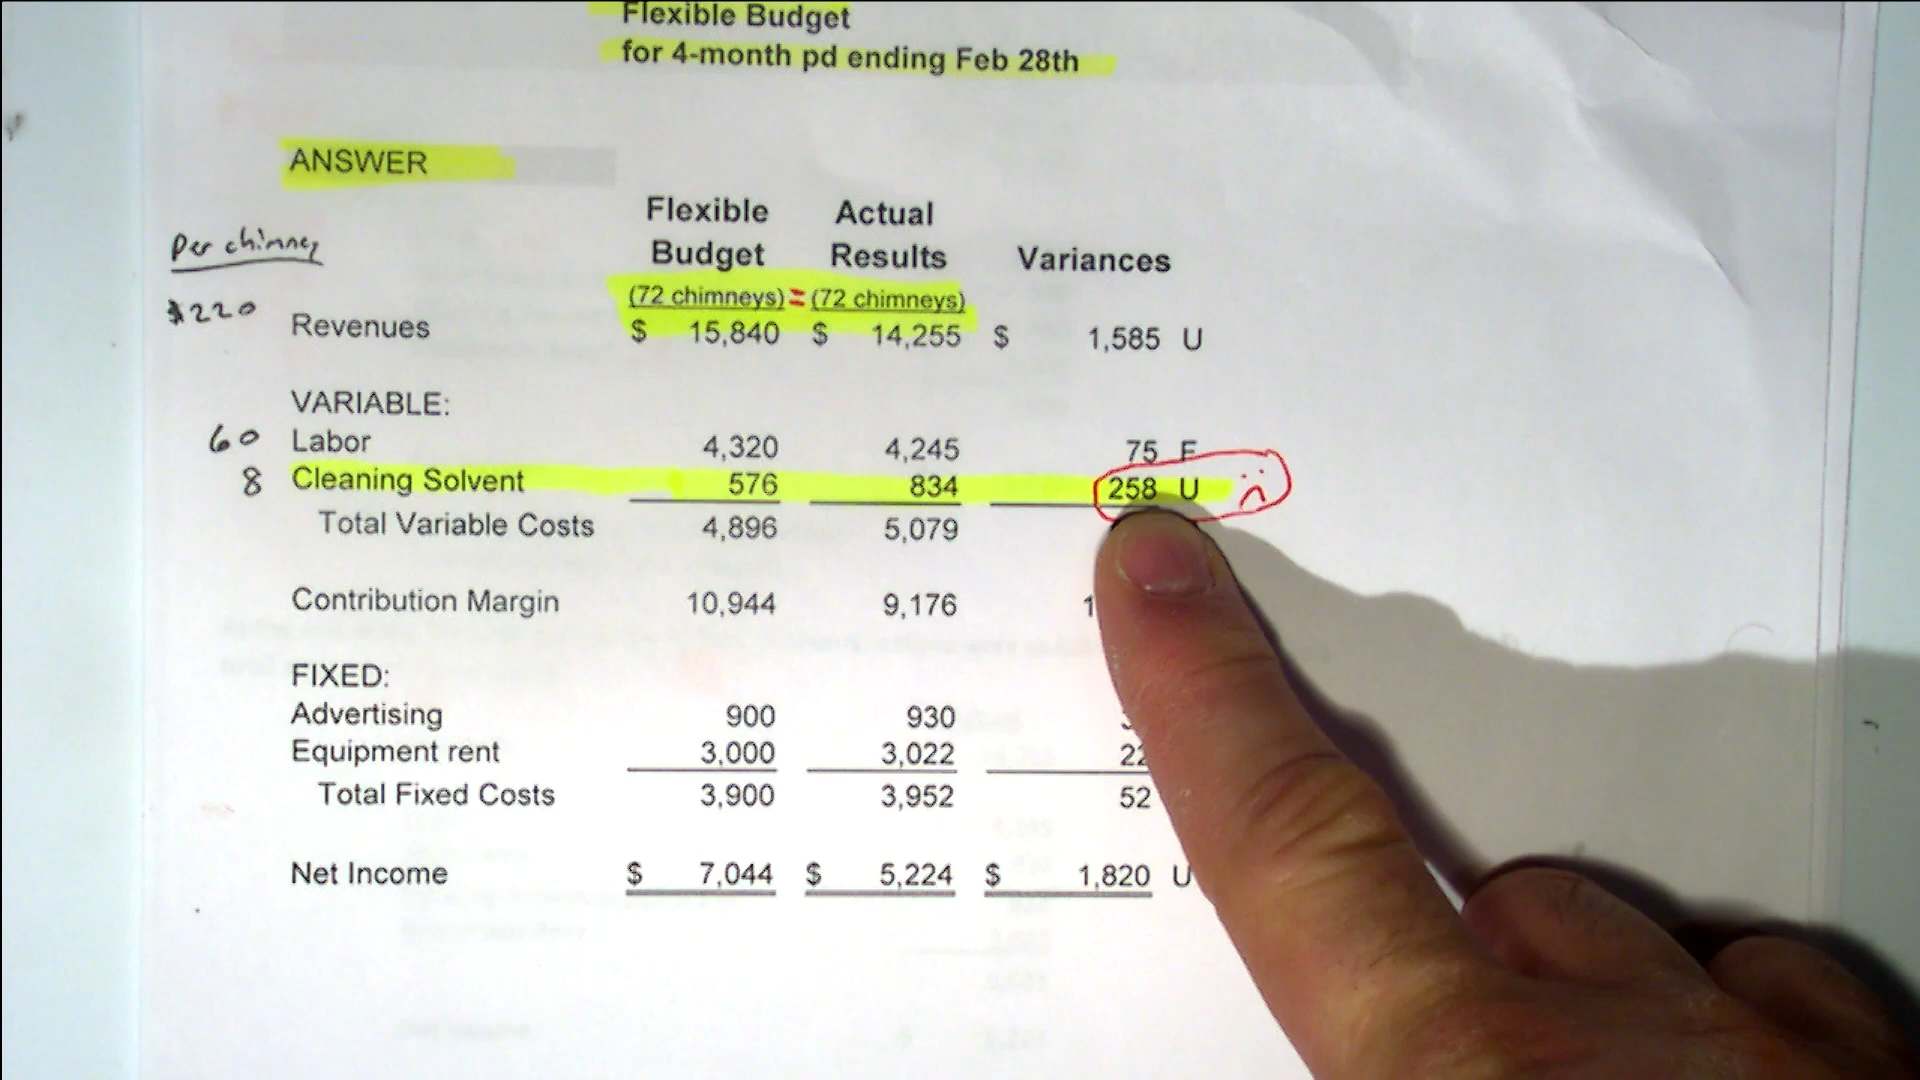 Flexible Budget
for 4-month pd ending Feb 28th
ANSWER
Flexible Actual
Per chimney Budget Results Variances
(72 chimneys) = (72 chimneys)
$220 Revenues $ 15,840 $ 14,255 $ 1,585 U
VARIABLE:
60 Labor 4,320 4,245 75 F
8 Cleaning Solvent 576 834 258 U
Total Variable Costs 4,896 5,079
Contribution Margin 10,944 9,176 1
FIXED:
Advertising 900 930
Equipment rent 3,000 3,022 22
Total Fixed Costs 3,900 3,952 52
Net Income $ 7,044 $ 5,224 $ 1,820 U